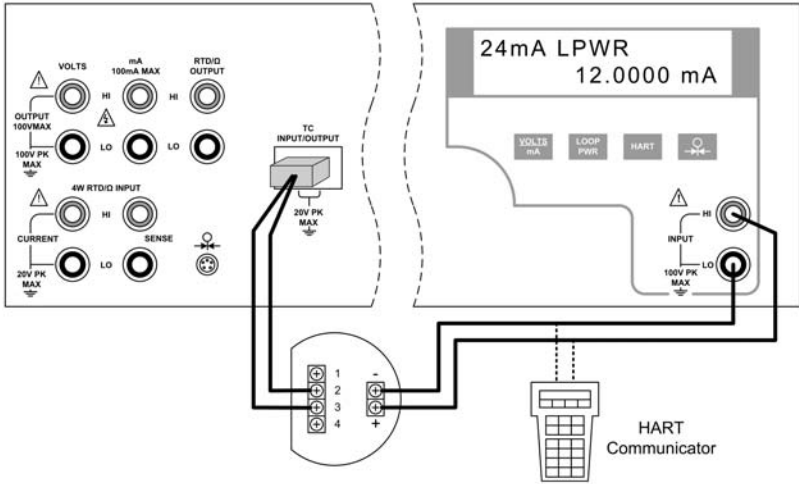 VOLTS
mA
100mA MAX
RTD/Ω
OUTPUT
HI
HI
OUTPUT
100VMAX
LO
LO
100V PK
MAX
4W RTD/Ω INPUT
HI
CURRENT
SENSE
LO
20V PK
MAX
TC
INPUT/OUTPUT
20V PK
MAX
24mA LPWR
12.0000 mA
VOLTS
mA
LOOP
PWR
HART
HI
INPUT
LO
100V PK
MAX
1
2
3
4
-
+
HART
Communicator